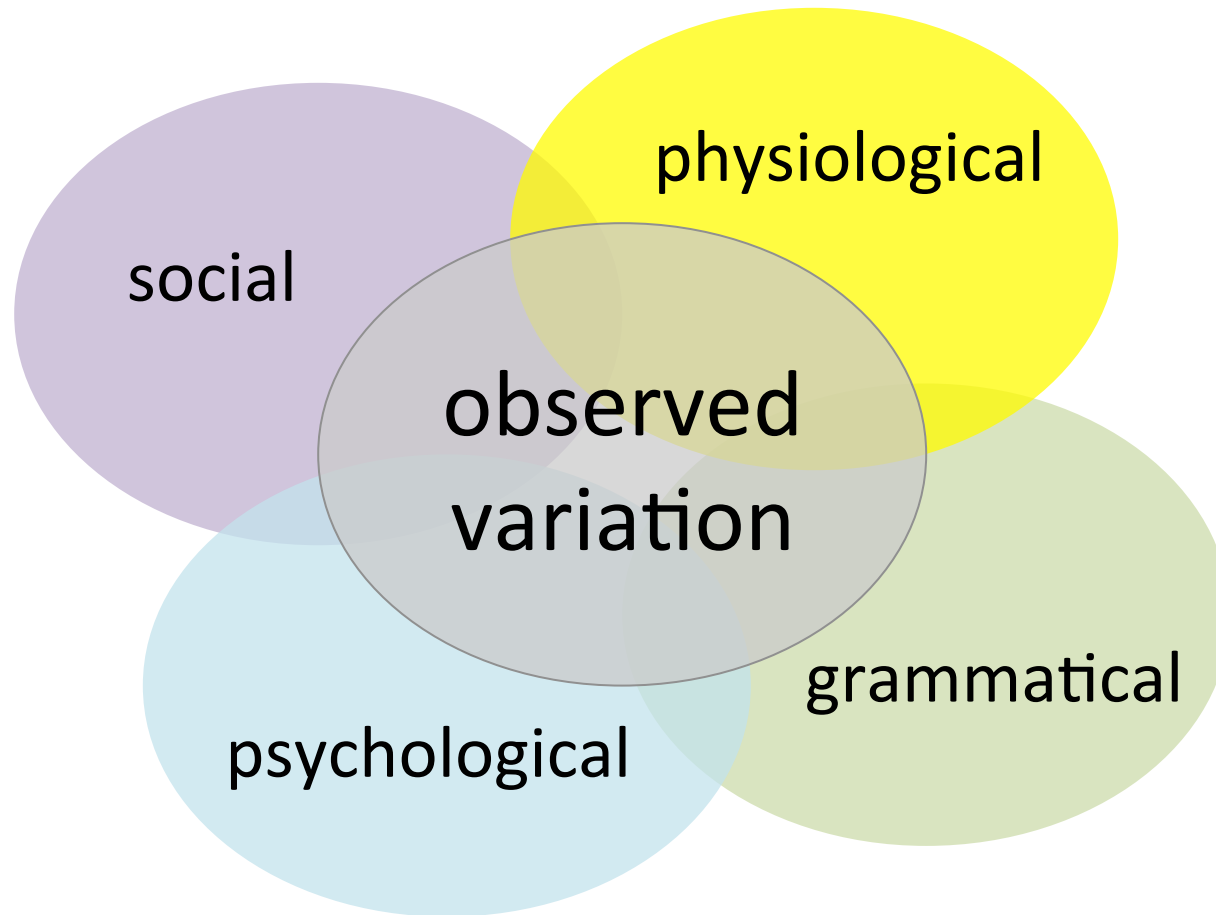 physiological
social
observed
variation
grammatical
psychological